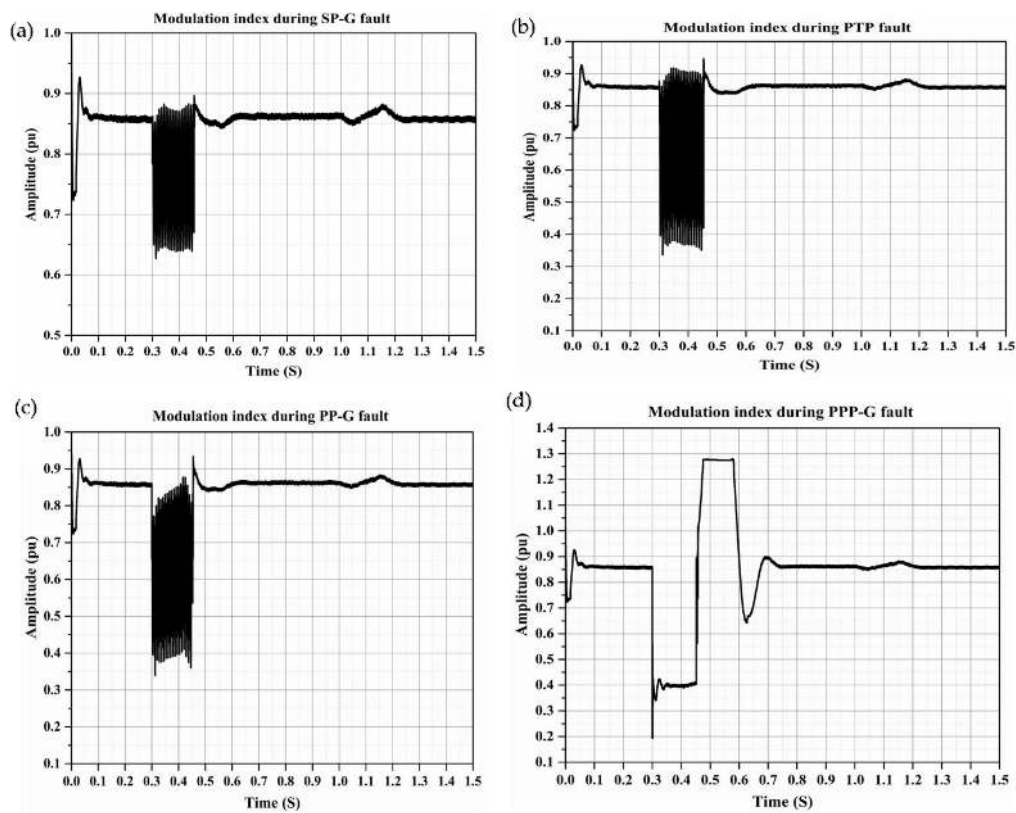 (a)
Modulation index during SP-G fault
1.0
0.9
0.8
0.7
0.6
0.5
Amplitude (pu)
0.0 0.1 0.2 0.3 0.4 0.5 0.6 0.7 0.8 0.9 1.0 1.1 1.2 1.3 1.4 1.5
Time (S)
(b)
Modulation index during PTP fault
1.0
0.9
0.8
0.7
0.6
0.5
0.4
0.3
0.2
0.1
Amplitude (pu)
0.0 0.1 0.2 0.3 0.4 0.5 0.6 0.7 0.8 0.9 1.0 1.1 1.2 1.3 1.4 1.5
Time (S)
(c)
Modulation index during PP-G fault
1.0
0.9
0.8
0.7
0.6
0.5
0.4
0.3
0.2
0.1
Amplitude (pu)
0.0 0.1 0.2 0.3 0.4 0.5 0.6 0.7 0.8 0.9 1.0 1.1 1.2 1.3 1.4 1.5
Time (S)
(d)
Modulation index during PPP-G fault
1.4
1.3
1.2
1.1
1.0
0.9
0.8
0.7
0.6
0.5
0.4
0.3
0.2
0.1
Amplitude (pu)
0.0 0.1 0.2 0.3 0.4 0.5 0.6 0.7 0.8 0.9 1.0 1.1 1.2 1.3 1.4 1.5
Time (S)